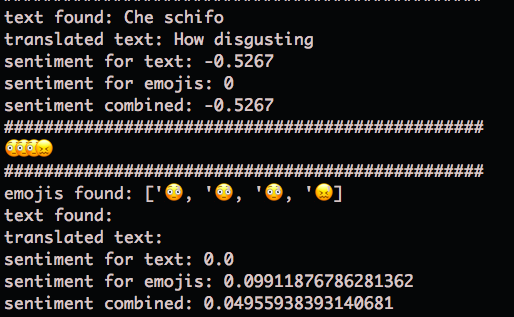 text found: Che schifo
translated text: How disgusting
sentiment for text: -0.5267
sentiment for emojis: 0
sentiment combined: -0.5267
################################################
😳😳😳😖
################################################
emojis found: ['😳, '😳, '😳, '😖]
text found:
translated text:
sentiment for text: 0.0
sentiment for emojis: 0.09911876786281362
sentiment combined: 0.04955938393140681